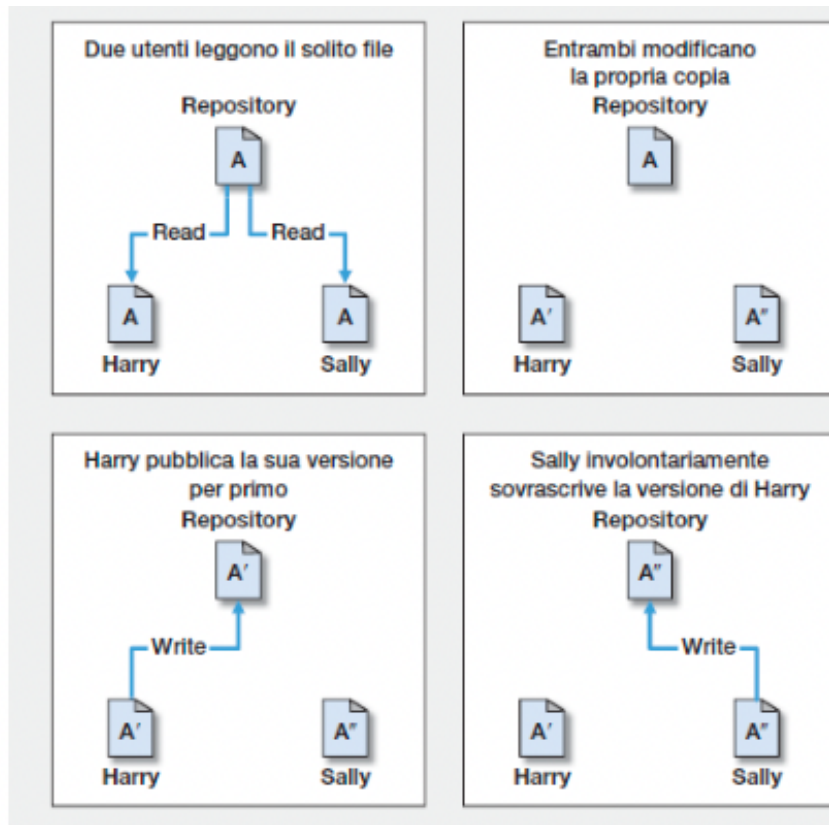 Due utenti leggono il solito file
Repository
A
Read Read
A A
Harry Sally
Entrambi modificano
la propria copia
Repository
A
A′ A″
Harry Sally
Harry pubblica la sua versione
per primo
Repository
A′
Write
A′ A″
Harry Sally
Sally involontariamente
sovrascrive la versione di Harry
Repository
A″
Write
A′ A″
Harry Sally